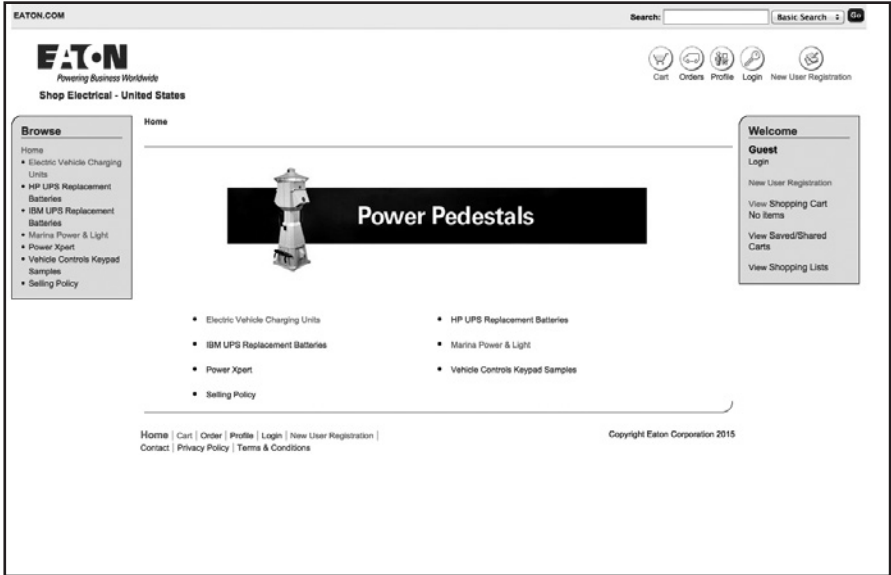 EATON.COM
Search:
Basic Search
Go
EATON
Powering Business Worldwide
Shop Electrical - United States
Cart Orders Profile Login New User Registration
Browse
Home
• Electric Vehicle Charging
Units
• HP UPS Replacement
Batteries
• IBM UPS Replacement
Batteries
• Marina Power & Light
• Power Xpert
• Vehicle Controls Keypad
Samples
• Selling Policy
Home
Power Pedestals
• Electric Vehicle Charging Units
• HP UPS Replacement Batteries
• IBM UPS Replacement Batteries
• Marina Power & Light
• Power Xpert
• Vehicle Controls Keypad Samples
• Selling Policy
Welcome
Guest
Login
New User Registration
View Shopping Cart
No items
View Saved/Shared
Carts
View Shopping Lists
Home | Cart | Order | Profile | Login | New User Registration |
Contact | Privacy Policy | Terms & Conditions
Copyright Eaton Corporation 2015